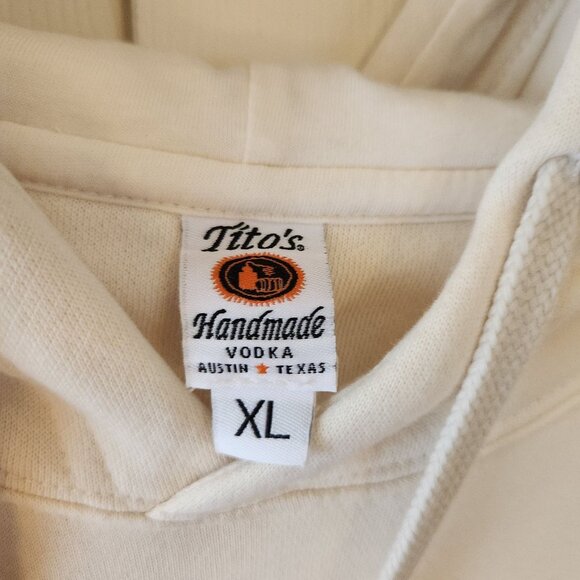 Tito's®
Handmade
VODKA
AUSTIN ★ TEXAS
XL